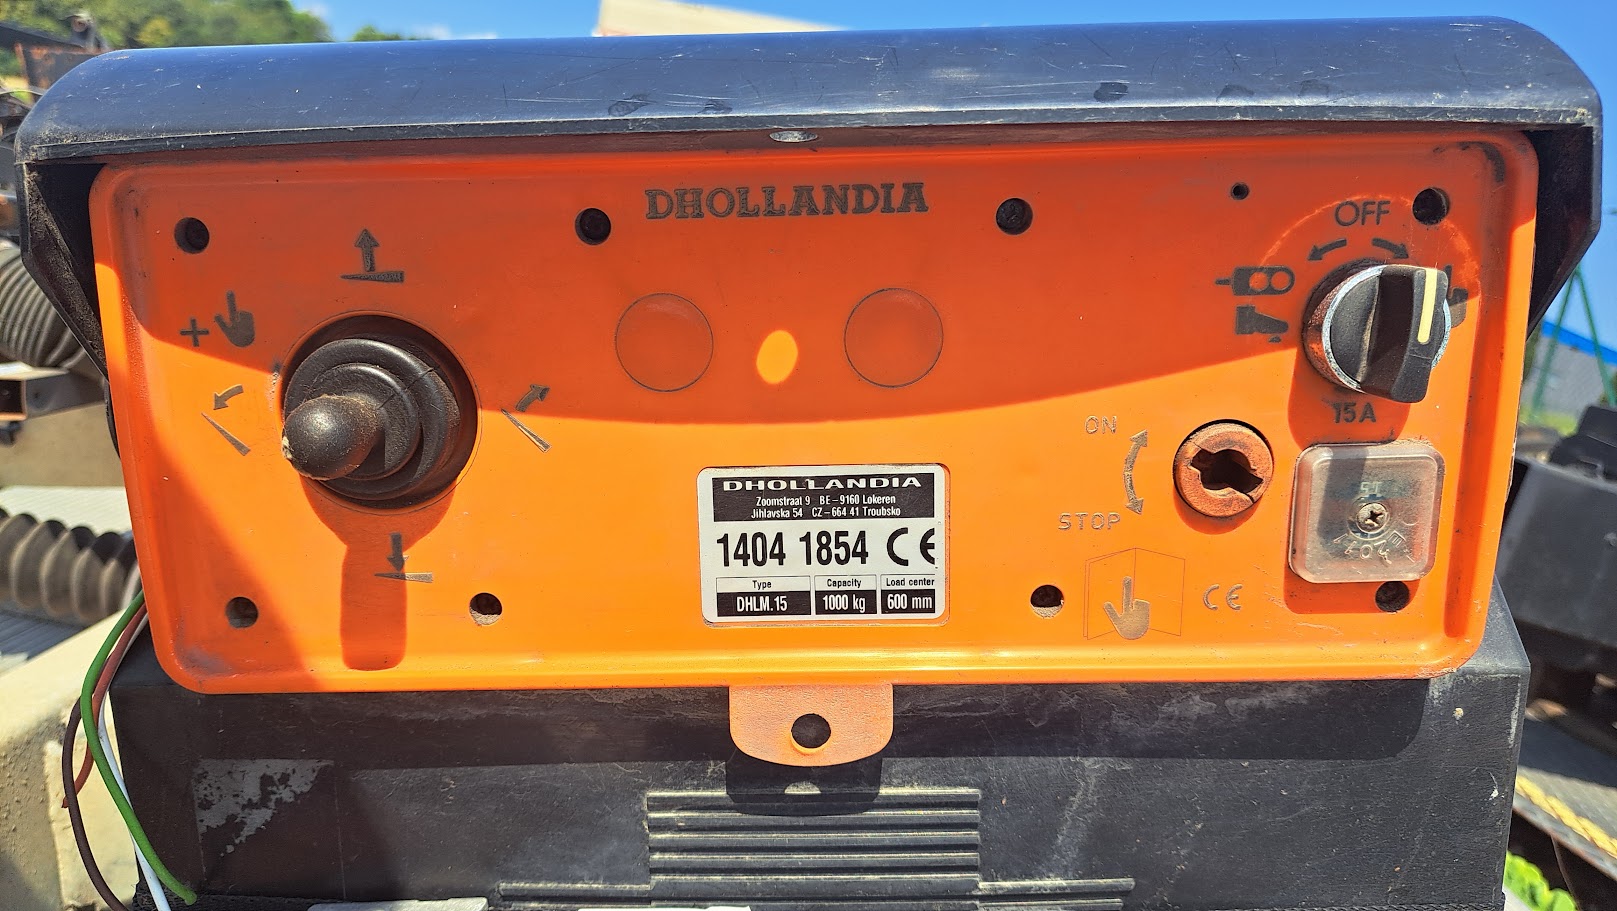 DHOLLANDIA
OFF
15A
ON
STOP
CE
DHOLLANDIA
Zoomstraat 9 BE-9160 Lokeren
Jihlavska 54 CZ-664 41 Troubsko
1404 1854 CE
Type Capacity Load center
DHLM.15 1000 kg 600 mm